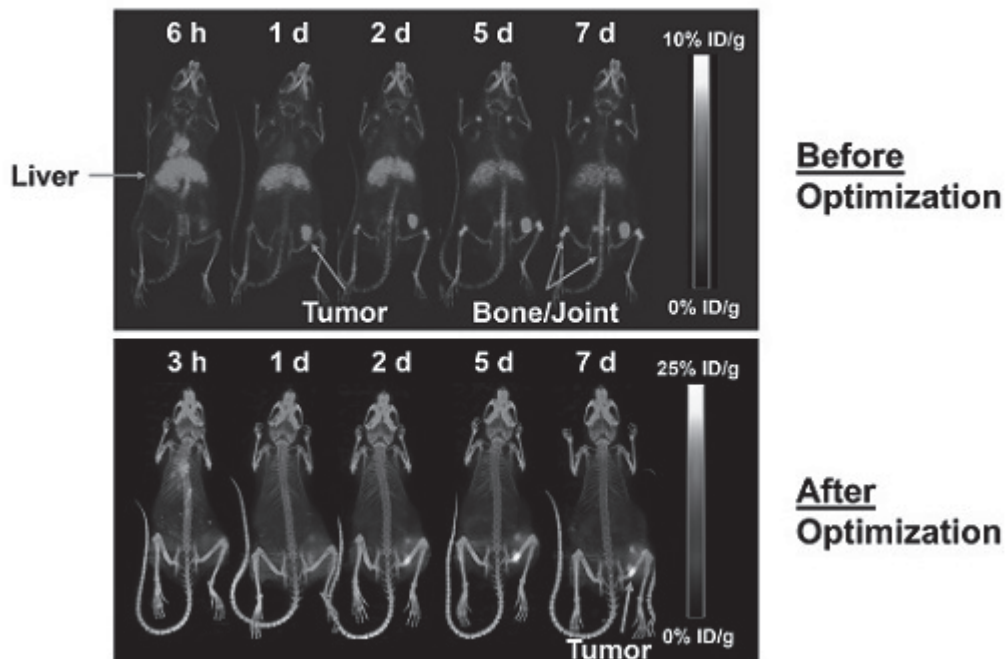 6 h 1 d 2 d 5 d 7 d 10% ID/g
Liver
Before
Optimization
Tumor Bone/Joint 0% ID/g
3 h 1 d 2 d 5 d 7 d 25% ID/g
After
Optimization
0% ID/g
Tumor